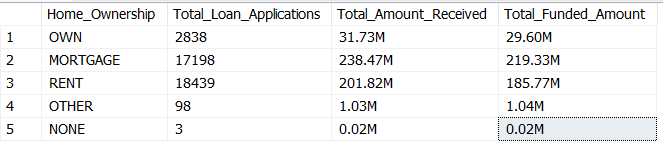 Home_Ownership Total_Loan_Applications Total_Amount_Received Total_Funded_Amount
1 OWN 2838 31.73M 29.60M
2 MORTGAGE 17198 238.47M 219.33M
3 RENT 18439 201.82M 185.77M
4 OTHER 98 1.03M 1.04M
5 NONE 3 0.02M 0.02M